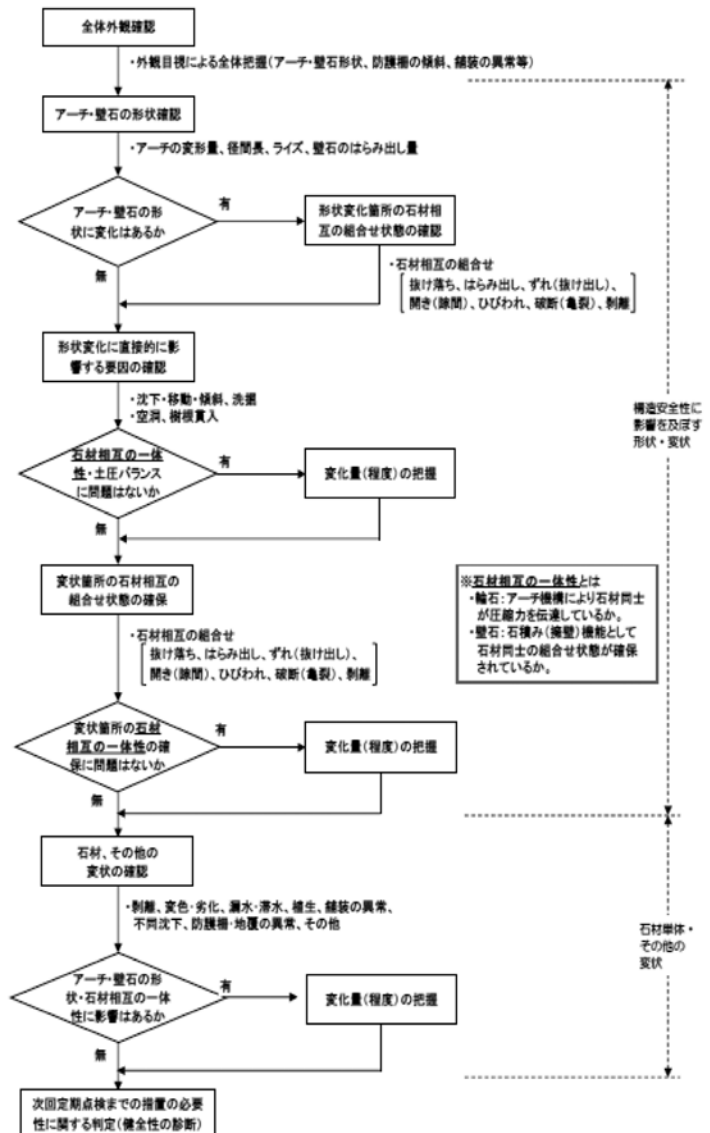 全体外観確認
・外観目視による全体把握(アーチ・壁石形状、防護柵の傾斜、舗装の異常等)
アーチ・壁石の形状確認
・アーチの変形量、径間長、ライズ、壁石のはらみ出し量
アーチ・壁石の形
状に変化はあるか
有
無
形状変化箇所の石材相
互の組合せ状態の確認
・石材相互の組合せ
抜け落ち、はらみ出し、ずれ(抜け出し)、
開き(隙間)、ひびわれ、破断(亀裂)、剥離
形状変化に直接的に影
響する要因の確認
・沈下・移動・傾斜、洗掘
・空洞、樹根貫入
石材相互の一体
性・土圧バランス
に問題はないか
有
無
変化量(程度)の把握
変状箇所の石材相互の
組合せ状態の確保
・石材相互の組合せ
抜け落ち、はらみ出し、ずれ(抜け出し)、
開き(隙間)、ひびわれ、破断(亀裂)、剥離
変状箇所の石材
相互の一体性の確
保に問題はないか
有
無
変化量(程度)の把握
構造安全性に
影響を及ぼす
形状・変状
※石材相互の一体性とは
・輪石:アーチ機構により石材同士
が圧縮力を伝達しているか。
・壁石:石積み(擁壁)機能として
石材同士の組合せ状態が確保
されているか。
石材、その他の
変状の確認
・剥離、変色・劣化、漏水・滞水、植生、舗装の異常、
不同沈下、防護柵・地覆の異常、その他
アーチ・壁石の形
状・石材相互の一体
性に影響はあるか
有
無
変化量(程度)の把握
石材単体・
その他の
変状
次回定期点検までの措置の必要
性に関する判定(健全性の診断)